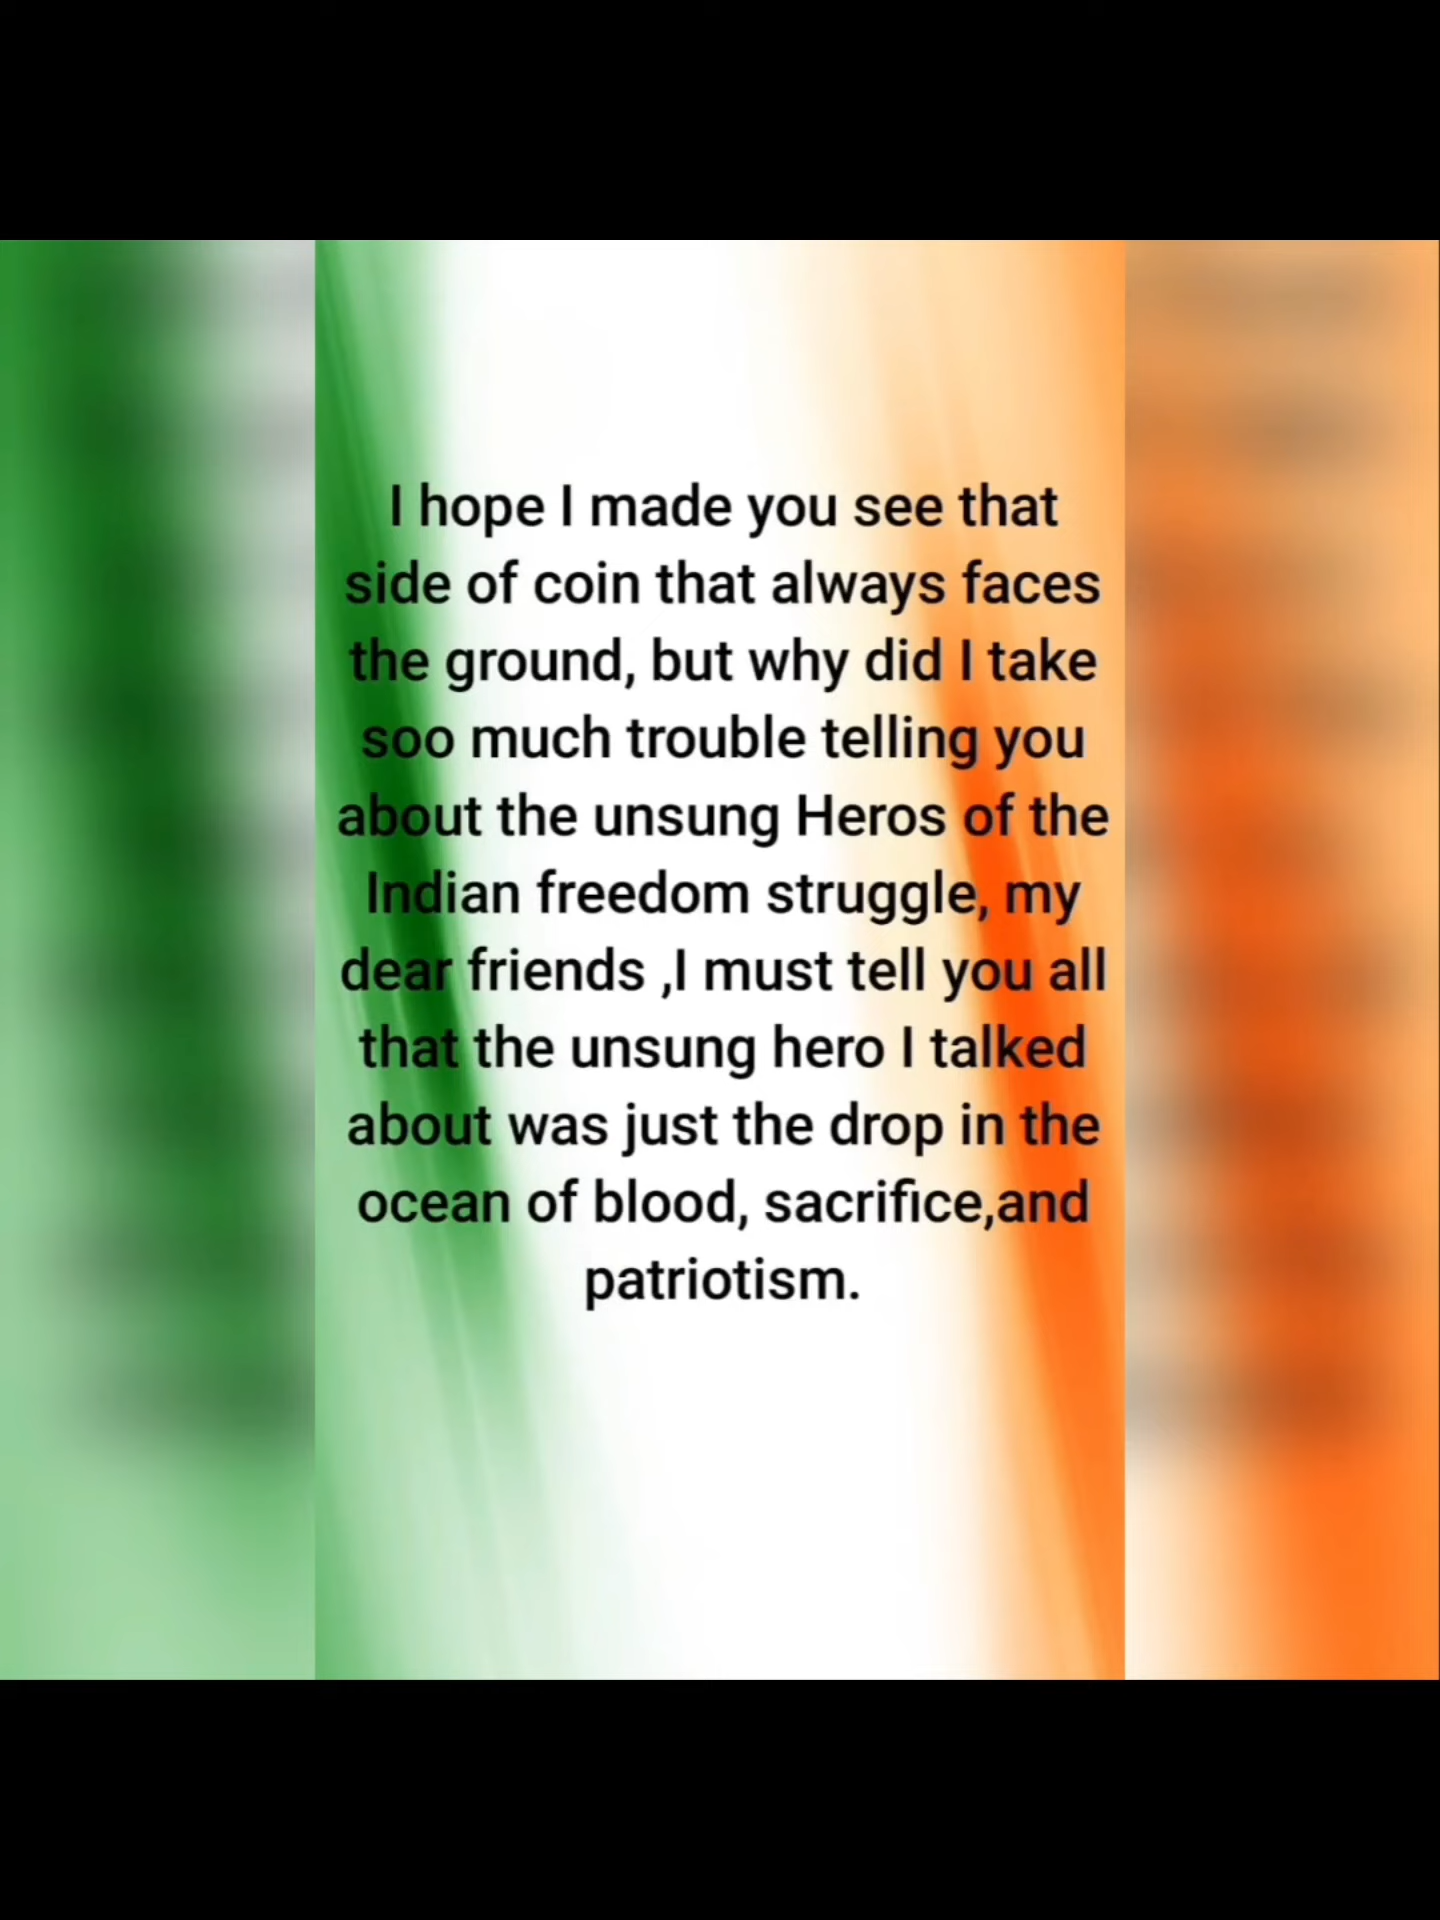 I hope I made you see that
side of coin that always faces
the ground, but why did I take
soo much trouble telling you
about the unsung Heros of the
Indian freedom struggle, my
dear friends ,I must tell you all
that the unsung hero I talked
about was just the drop in the
ocean of blood, sacrifice,and
patriotism.